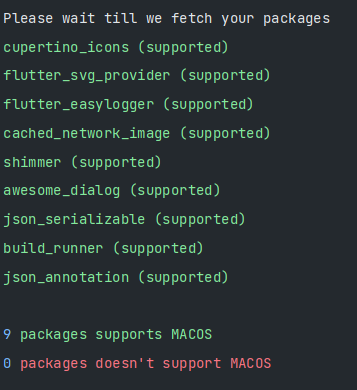 Please wait till we fetch your packages
cupertino_icons (supported)
flutter_svg_provider (supported)
flutter_easylogger (supported)
cached_network_image (supported)
shimmer (supported)
awesome_dialog (supported)
json_serializable (supported)
build_runner (supported)
json_annotation (supported)
9 packages supports MACOS
0 packages doesn't support MACOS